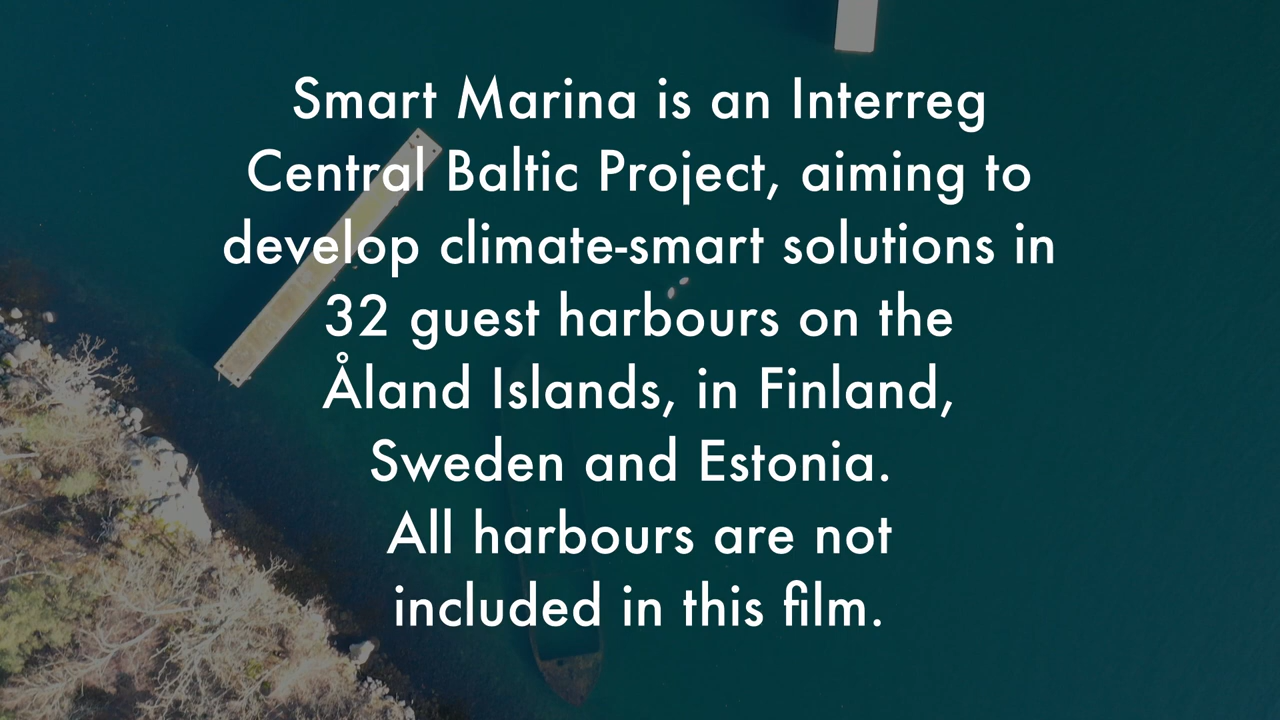 Smart Marina is an Interreg
Central Baltic Project, aiming to
develop climate-smart solutions in
32 guest harbours on the
Åland Islands, in Finland,
Sweden and Estonia.
All harbours are not
included in this film.